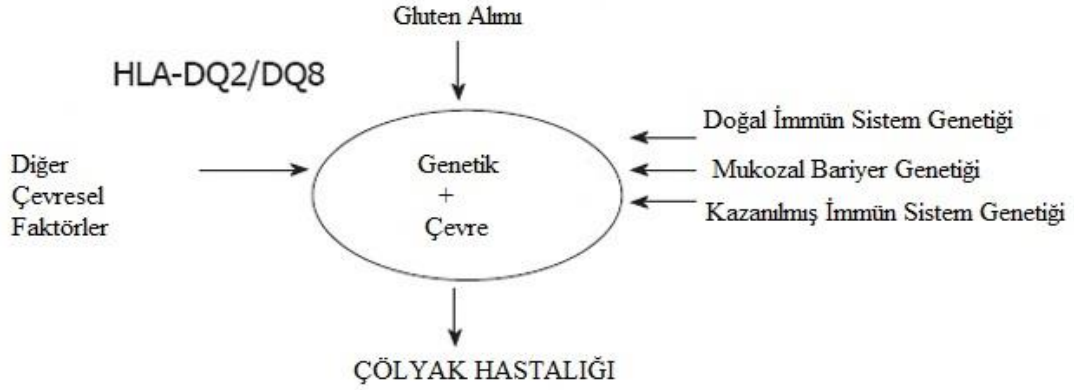 Gluten Alımı
HLA-DQ2/DQ8
Doğal İmmün Sistem Genetiği
Diğer
Çevresel
Faktörler
Genetik
+
Çevre
Mukozal Bariyer Genetiği
Kazanılmış İmmün Sistem Genetiği
ÇÖLYAK HASTALIĞI